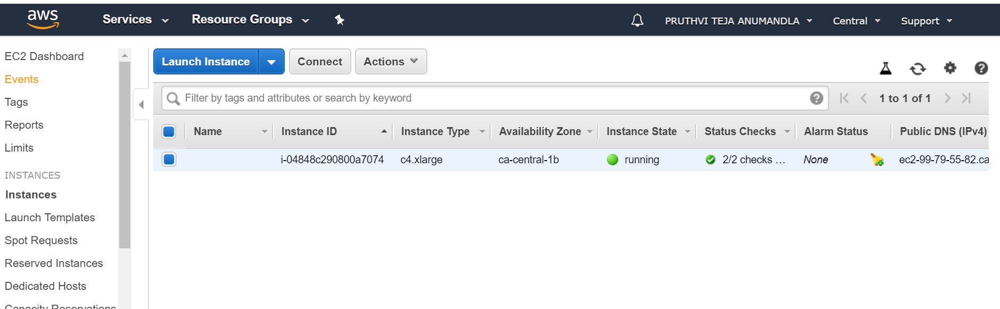 aws Services Resource Groups PRUTHVI TEJA ANUMANDLA Central Support
EC2 Dashboard
Events
Tags
Reports
Limits
INSTANCES
Instances
Launch Templates
Spot Requests
Reserved Instances
Dedicated Hosts
Capacity Reservations
Launch Instance Connect Actions
Filter by tags and attributes or search by keyword 1 to 1 of 1
Name Instance ID Instance Type Availability Zone Instance State Status Checks Alarm Status Public DNS (IPv4)
i-04848c290800a7074 c4.xlarge ca-central-1b running 2/2 checks ... None ec2-99-79-55-82.ca